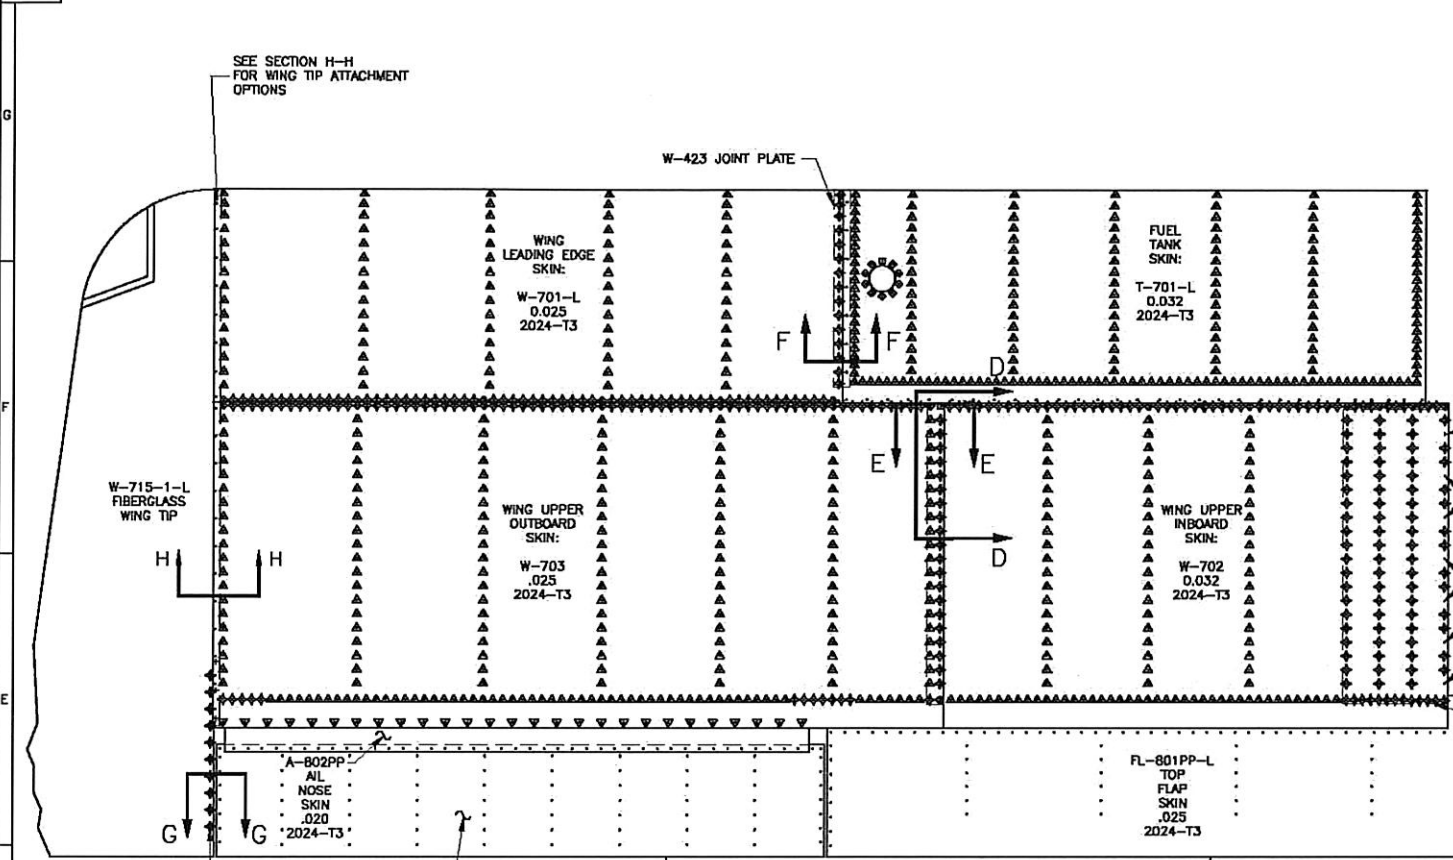 SEE SECTION H-H
FOR WING TIP ATTACHMENT
OPTIONS
G
W-423 JOINT PLATE
WING
LEADING EDGE
SKIN:
W-701-L
0.025
2024-T3
FUEL
TANK
SKIN:
T-701-L
0.032
2024-T3
F F
D
F
E E
W-715-1-L
FIBERGLASS
WING TIP
WING UPPER
OUTBOARD
SKIN:
W-703
.025
2024-T3
WING UPPER
INBOARD
SKIN:
W-702
0.032
2024-T3
H H
D
E
A-802PP
AIL
NOSE
SKIN
.020
2024-T3
FL-801PP-L
TOP
FLAP
SKIN
.025
2024-T3
G G